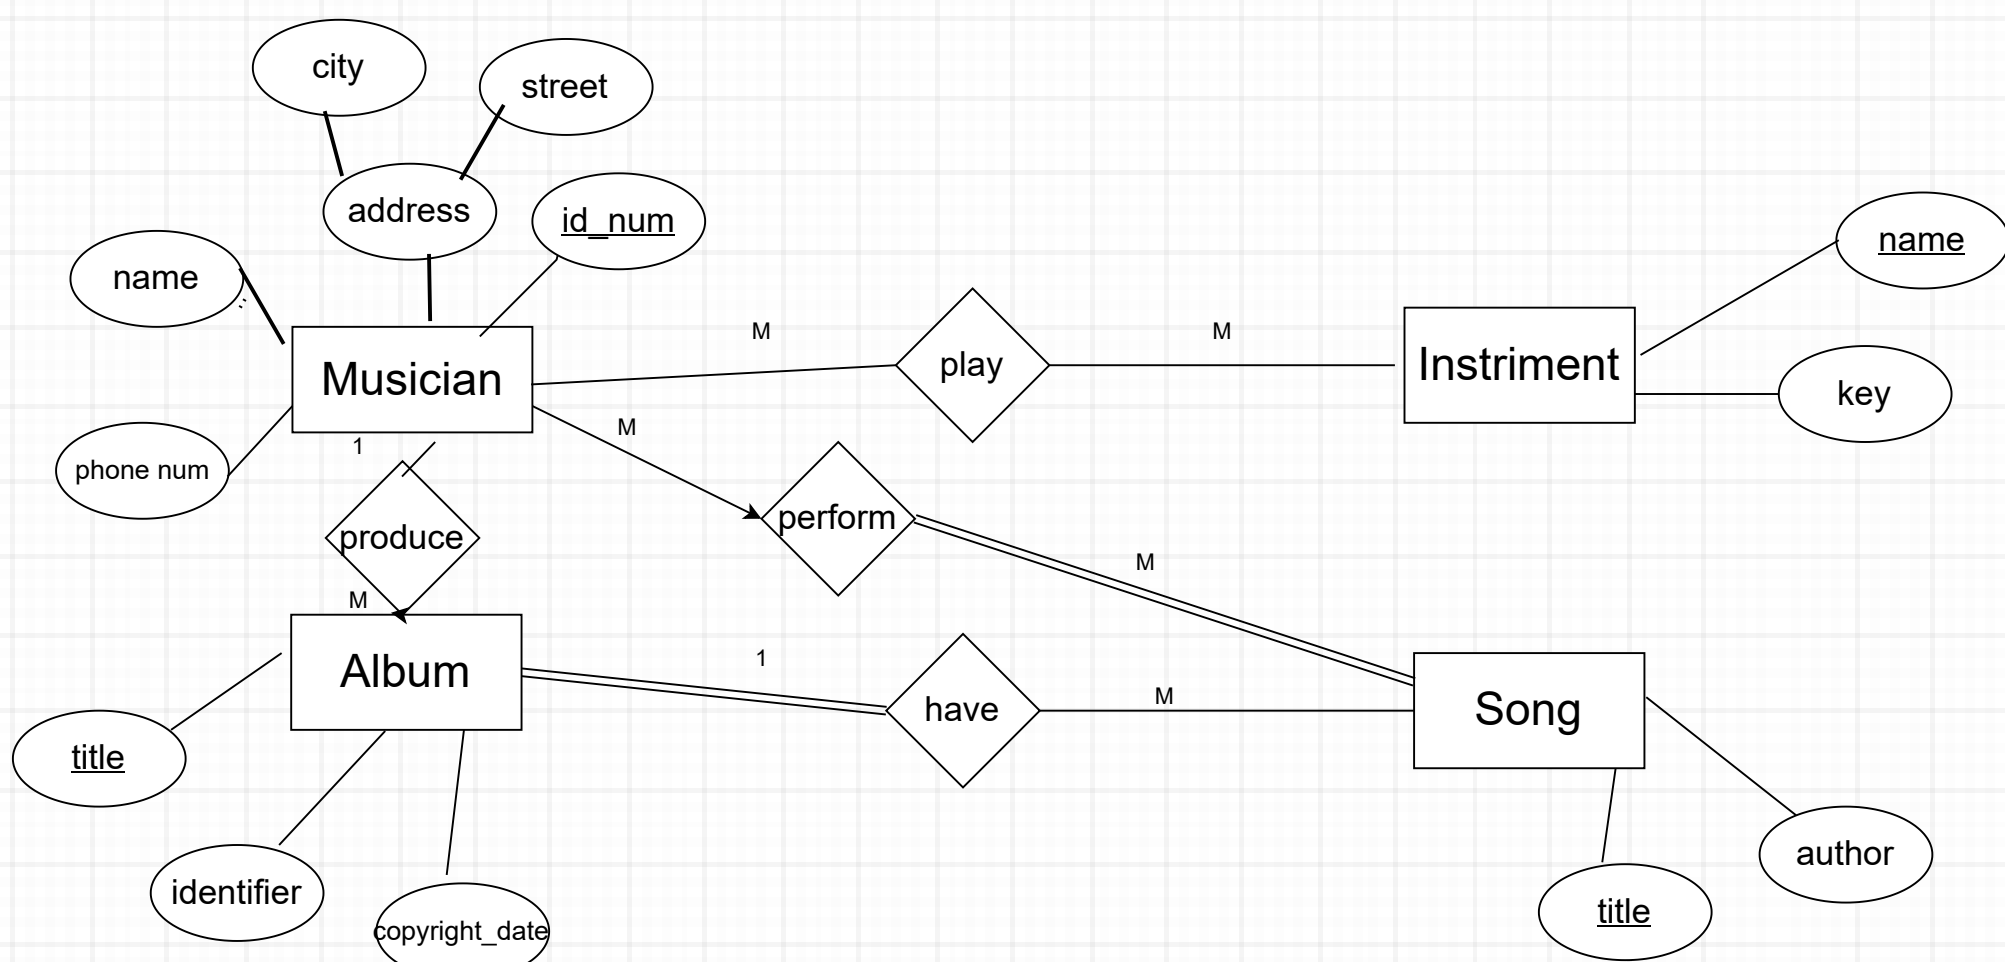 city
street
address
id_num
name
name
Musician
M
play
M
Instriment
key
phone num
1
M
perform
produce
M
M
Album
1
have
M
Song
title
identifier
copyright_date
author
title